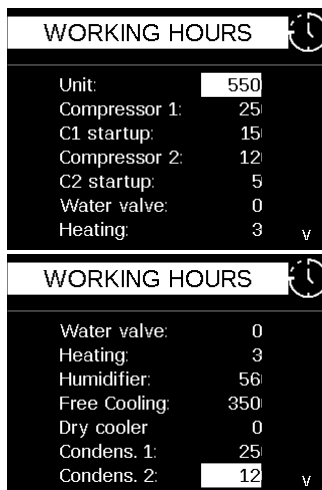 WORKING HOURS
Unit: 550
Compressor 1: 25
C1 startup: 15
Compressor 2: 12
C2 startup: 5
Water valve: 0
Heating: 3
V
WORKING HOURS
Water valve: 0
Heating: 3
Humidifier: 56
Free Cooling: 350
Dry cooler 0
Condens. 1: 25
Condens. 2: 12
V